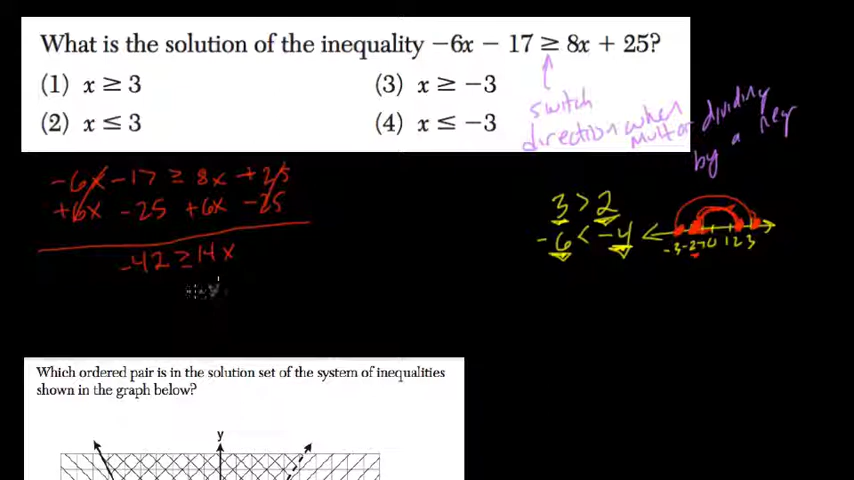 What is the solution of the inequality −6x − 17 ≥ 8x + 25?
(1) x ≥ 3
(3) x ≥ −3
(2) x ≤ 3
(4) x ≤ −3
switch
direction when
mult or dividing
by a neg
-6x -17 ≥ 8x +25
+6x -25 +6x -25
-42 ≥ 14x
3 > 2
-6 < -4
-3 -2 -1 0 1 2 3
Which ordered pair is in the solution set of the system of inequalities
shown in the graph below?
y